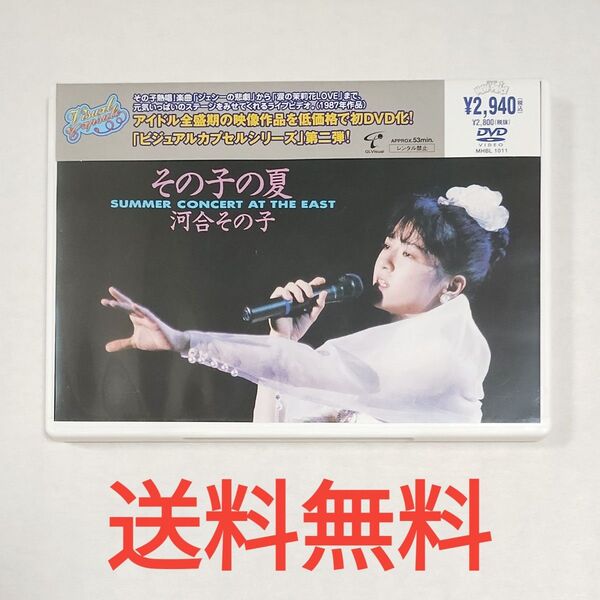 Visual Capsule
その子熱唱!楽曲「ジェシーの悲劇」から「涙の茉莉花LOVE」まで、
元気いっぱいのステージをみせてくれるライブビデオ。(1987年作品)
アイドル全盛期の映像作品を低価格で初DVD化!
「ビジュアルカプセルシリーズ」第二弾!
GLVisual
APPROX.53min.
レンタル禁止
¥2,940(税込)
¥2,800(税抜)
DVD
VIDEO
MHBL 1011
その子の夏
SUMMER CONCERT AT THE EAST
河合その子
送料無料